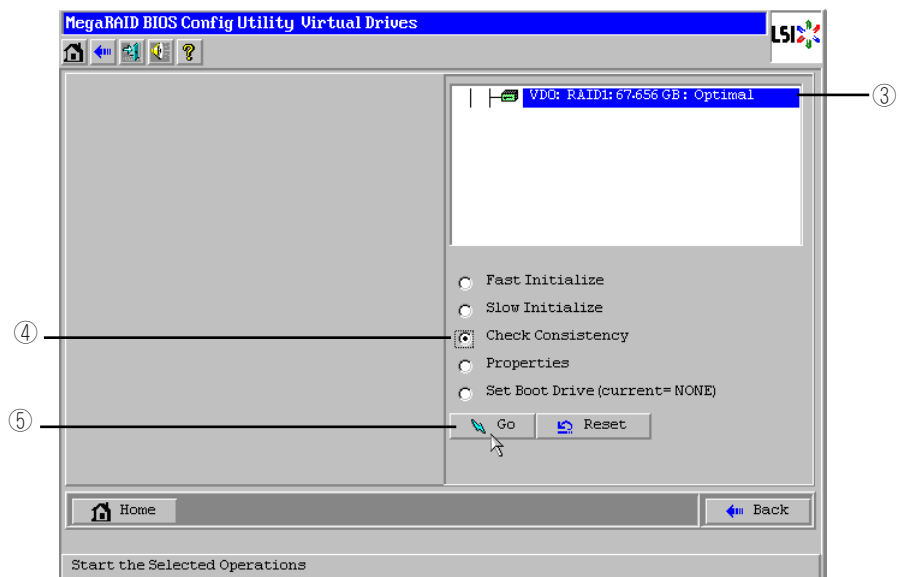 MegaRAID BIOS Config Utility Virtual Drives
LSI
VD0: RAID1: 67.656 GB: Optimal
③
Fast Initialize
Slow Initialize
④
Check Consistency
Properties
Set Boot Drive (current= NONE)
⑤
Go
Reset
Home
Back
Start the Selected Operations